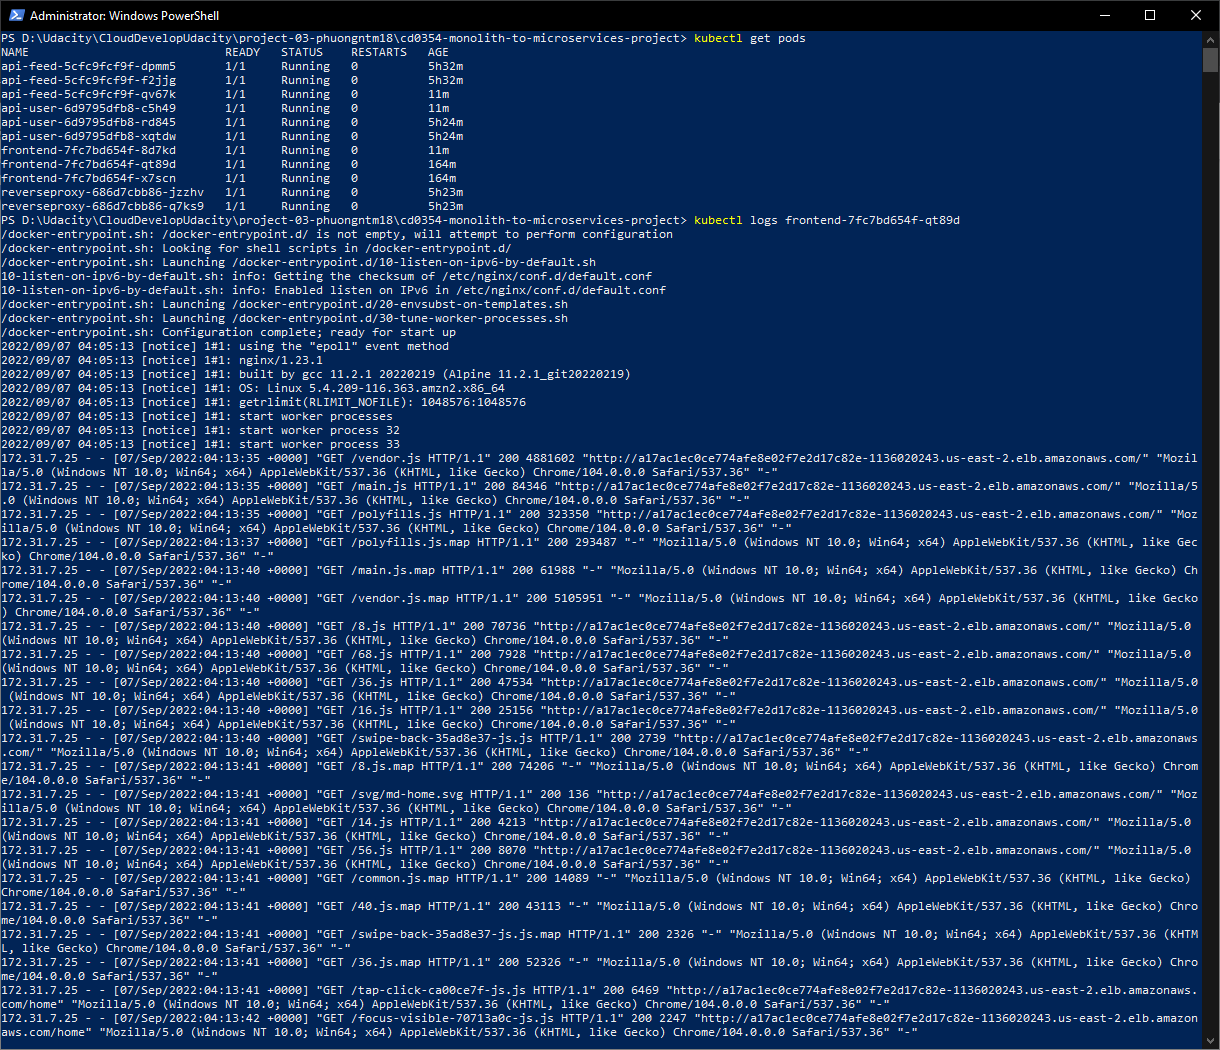 Administrator: Windows PowerShell
PS D:\Udacity\CloudDevelopUdacity\project-03-phuongntm18\cd0354-monolith-to-microservices-project> kubectl get pods
NAME                            READY   STATUS    RESTARTS   AGE
api-feed-5cfc9fcf9f-dpmm5       1/1     Running   0          5h32m
api-feed-5cfc9fcf9f-f2jjg       1/1     Running   0          5h32m
api-feed-5cfc9fcf9f-qv67k       1/1     Running   0          11m
api-user-6d9795dfb8-c5h49       1/1     Running   0          11m
api-user-6d9795dfb8-rd845       1/1     Running   0          5h24m
api-user-6d9795dfb8-xqtdw       1/1     Running   0          5h24m
frontend-7fc7bd654f-8d7kd       1/1     Running   0          11m
frontend-7fc7bd654f-qt89d       1/1     Running   0          164m
frontend-7fc7bd654f-x7scn       1/1     Running   0          164m
reverseproxy-686d7cbb86-jzzhv   1/1     Running   0          5h23m
reverseproxy-686d7cbb86-q7ks9   1/1     Running   0          5h23m
PS D:\Udacity\CloudDevelopUdacity\project-03-phuongntm18\cd0354-monolith-to-microservices-project> kubectl logs frontend-7fc7bd654f-qt89d
/docker-entrypoint.sh: /docker-entrypoint.d/ is not empty, will attempt to perform configuration
/docker-entrypoint.sh: Looking for shell scripts in /docker-entrypoint.d/
/docker-entrypoint.sh: Launching /docker-entrypoint.d/10-listen-on-ipv6-by-default.sh
10-listen-on-ipv6-by-default.sh: info: Getting the checksum of /etc/nginx/conf.d/default.conf
10-listen-on-ipv6-by-default.sh: info: Enabled listen on IPv6 in /etc/nginx/conf.d/default.conf
/docker-entrypoint.sh: Launching /docker-entrypoint.d/20-envsubst-on-templates.sh
/docker-entrypoint.sh: Launching /docker-entrypoint.d/30-tune-worker-processes.sh
/docker-entrypoint.sh: Configuration complete; ready for start up
2022/09/07 04:05:13 [notice] 1#1: using the "epoll" event method
2022/09/07 04:05:13 [notice] 1#1: nginx/1.23.1
2022/09/07 04:05:13 [notice] 1#1: built by gcc 11.2.1 20220219 (Alpine 11.2.1_git20220219)
2022/09/07 04:05:13 [notice] 1#1: OS: Linux 5.4.209-116.363.amzn2.x86_64
2022/09/07 04:05:13 [notice] 1#1: getrlimit(RLIMIT_NOFILE): 1048576:1048576
2022/09/07 04:05:13 [notice] 1#1: start worker processes
2022/09/07 04:05:13 [notice] 1#1: start worker process 32
2022/09/07 04:05:13 [notice] 1#1: start worker process 33
172.31.7.25 - - [07/Sep/2022:04:13:35 +0000] "GET /vendor.js HTTP/1.1" 200 4881602 "http://a17ac1ec0ce774afe8e02f7e2d17c82e-1136020243.us-east-2.elb.amazonaws.com/" "Mozil
la/5.0 (Windows NT 10.0; Win64; x64) AppleWebKit/537.36 (KHTML, like Gecko) Chrome/104.0.0.0 Safari/537.36" "-"
172.31.7.25 - - [07/Sep/2022:04:13:35 +0000] "GET /main.js HTTP/1.1" 200 84346 "http://a17ac1ec0ce774afe8e02f7e2d17c82e-1136020243.us-east-2.elb.amazonaws.com/" "Mozilla/5
.0 (Windows NT 10.0; Win64; x64) AppleWebKit/537.36 (KHTML, like Gecko) Chrome/104.0.0.0 Safari/537.36" "-"
172.31.7.25 - - [07/Sep/2022:04:13:35 +0000] "GET /polyfills.js HTTP/1.1" 200 323350 "http://a17ac1ec0ce774afe8e02f7e2d17c82e-1136020243.us-east-2.elb.amazonaws.com/" "Moz
illa/5.0 (Windows NT 10.0; Win64; x64) AppleWebKit/537.36 (KHTML, like Gecko) Chrome/104.0.0.0 Safari/537.36" "-"
172.31.7.25 - - [07/Sep/2022:04:13:37 +0000] "GET /polyfills.js.map HTTP/1.1" 200 293487 "-" "Mozilla/5.0 (Windows NT 10.0; Win64; x64) AppleWebKit/537.36 (KHTML, like Gec
ko) Chrome/104.0.0.0 Safari/537.36" "-"
172.31.7.25 - - [07/Sep/2022:04:13:40 +0000] "GET /main.js.map HTTP/1.1" 200 61988 "-" "Mozilla/5.0 (Windows NT 10.0; Win64; x64) AppleWebKit/537.36 (KHTML, like Gecko) Ch
rome/104.0.0.0 Safari/537.36" "-"
172.31.7.25 - - [07/Sep/2022:04:13:40 +0000] "GET /vendor.js.map HTTP/1.1" 200 5105951 "-" "Mozilla/5.0 (Windows NT 10.0; Win64; x64) AppleWebKit/537.36 (KHTML, like Gecko
) Chrome/104.0.0.0 Safari/537.36" "-"
172.31.7.25 - - [07/Sep/2022:04:13:40 +0000] "GET /8.js HTTP/1.1" 200 70736 "http://a17ac1ec0ce774afe8e02f7e2d17c82e-1136020243.us-east-2.elb.amazonaws.com/" "Mozilla/5.0
(Windows NT 10.0; Win64; x64) AppleWebKit/537.36 (KHTML, like Gecko) Chrome/104.0.0.0 Safari/537.36" "-"
172.31.7.25 - - [07/Sep/2022:04:13:40 +0000] "GET /68.js HTTP/1.1" 200 7928 "http://a17ac1ec0ce774afe8e02f7e2d17c82e-1136020243.us-east-2.elb.amazonaws.com/" "Mozilla/5.0
(Windows NT 10.0; Win64; x64) AppleWebKit/537.36 (KHTML, like Gecko) Chrome/104.0.0.0 Safari/537.36" "-"
172.31.7.25 - - [07/Sep/2022:04:13:40 +0000] "GET /36.js HTTP/1.1" 200 47534 "http://a17ac1ec0ce774afe8e02f7e2d17c82e-1136020243.us-east-2.elb.amazonaws.com/" "Mozilla/5.0
 (Windows NT 10.0; Win64; x64) AppleWebKit/537.36 (KHTML, like Gecko) Chrome/104.0.0.0 Safari/537.36" "-"
172.31.7.25 - - [07/Sep/2022:04:13:40 +0000] "GET /16.js HTTP/1.1" 200 25156 "http://a17ac1ec0ce774afe8e02f7e2d17c82e-1136020243.us-east-2.elb.amazonaws.com/" "Mozilla/5.0
 (Windows NT 10.0; Win64; x64) AppleWebKit/537.36 (KHTML, like Gecko) Chrome/104.0.0.0 Safari/537.36" "-"
172.31.7.25 - - [07/Sep/2022:04:13:40 +0000] "GET /swipe-back-35ad8e37-js.js HTTP/1.1" 200 2739 "http://a17ac1ec0ce774afe8e02f7e2d17c82e-1136020243.us-east-2.elb.amazonaws
.com/" "Mozilla/5.0 (Windows NT 10.0; Win64; x64) AppleWebKit/537.36 (KHTML, like Gecko) Chrome/104.0.0.0 Safari/537.36" "-"
172.31.7.25 - - [07/Sep/2022:04:13:41 +0000] "GET /8.js.map HTTP/1.1" 200 74206 "-" "Mozilla/5.0 (Windows NT 10.0; Win64; x64) AppleWebKit/537.36 (KHTML, like Gecko) Chrom
e/104.0.0.0 Safari/537.36" "-"
172.31.7.25 - - [07/Sep/2022:04:13:41 +0000] "GET /svg/md-home.svg HTTP/1.1" 200 136 "http://a17ac1ec0ce774afe8e02f7e2d17c82e-1136020243.us-east-2.elb.amazonaws.com/" "Moz
illa/5.0 (Windows NT 10.0; Win64; x64) AppleWebKit/537.36 (KHTML, like Gecko) Chrome/104.0.0.0 Safari/537.36" "-"
172.31.7.25 - - [07/Sep/2022:04:13:41 +0000] "GET /14.js HTTP/1.1" 200 4213 "http://a17ac1ec0ce774afe8e02f7e2d17c82e-1136020243.us-east-2.elb.amazonaws.com/" "Mozilla/5.0
(Windows NT 10.0; Win64; x64) AppleWebKit/537.36 (KHTML, like Gecko) Chrome/104.0.0.0 Safari/537.36" "-"
172.31.7.25 - - [07/Sep/2022:04:13:41 +0000] "GET /56.js HTTP/1.1" 200 8070 "http://a17ac1ec0ce774afe8e02f7e2d17c82e-1136020243.us-east-2.elb.amazonaws.com/" "Mozilla/5.0
(Windows NT 10.0; Win64; x64) AppleWebKit/537.36 (KHTML, like Gecko) Chrome/104.0.0.0 Safari/537.36" "-"
172.31.7.25 - - [07/Sep/2022:04:13:41 +0000] "GET /common.js.map HTTP/1.1" 200 14089 "-" "Mozilla/5.0 (Windows NT 10.0; Win64; x64) AppleWebKit/537.36 (KHTML, like Gecko)
Chrome/104.0.0.0 Safari/537.36" "-"
172.31.7.25 - - [07/Sep/2022:04:13:41 +0000] "GET /40.js.map HTTP/1.1" 200 43113 "-" "Mozilla/5.0 (Windows NT 10.0; Win64; x64) AppleWebKit/537.36 (KHTML, like Gecko) Chro
me/104.0.0.0 Safari/537.36" "-"
172.31.7.25 - - [07/Sep/2022:04:13:41 +0000] "GET /swipe-back-35ad8e37-js.js.map HTTP/1.1" 200 2326 "-" "Mozilla/5.0 (Windows NT 10.0; Win64; x64) AppleWebKit/537.36 (KHTM
L, like Gecko) Chrome/104.0.0.0 Safari/537.36" "-"
172.31.7.25 - - [07/Sep/2022:04:13:41 +0000] "GET /36.js.map HTTP/1.1" 200 52326 "-" "Mozilla/5.0 (Windows NT 10.0; Win64; x64) AppleWebKit/537.36 (KHTML, like Gecko) Chro
me/104.0.0.0 Safari/537.36" "-"
172.31.7.25 - - [07/Sep/2022:04:13:41 +0000] "GET /tap-click-ca00ce7f-js.js HTTP/1.1" 200 6469 "http://a17ac1ec0ce774afe8e02f7e2d17c82e-1136020243.us-east-2.elb.amazonaws.
com/home" "Mozilla/5.0 (Windows NT 10.0; Win64; x64) AppleWebKit/537.36 (KHTML, like Gecko) Chrome/104.0.0.0 Safari/537.36" "-"
172.31.7.25 - - [07/Sep/2022:04:13:42 +0000] "GET /focus-visible-70713a0c-js.js HTTP/1.1" 200 2247 "http://a17ac1ec0ce774afe8e02f7e2d17c82e-1136020243.us-east-2.elb.amazon
aws.com/home" "Mozilla/5.0 (Windows NT 10.0; Win64; x64) AppleWebKit/537.36 (KHTML, like Gecko) Chrome/104.0.0.0 Safari/537.36" "-"